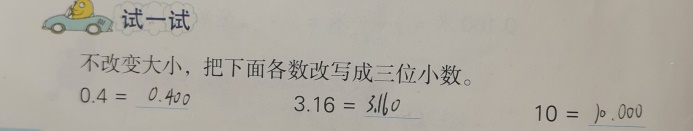 试一试
不改变大小，把下面各数改写成三位小数。
0.4 = 0.400 3.16 = 3.160 10 = 10.000